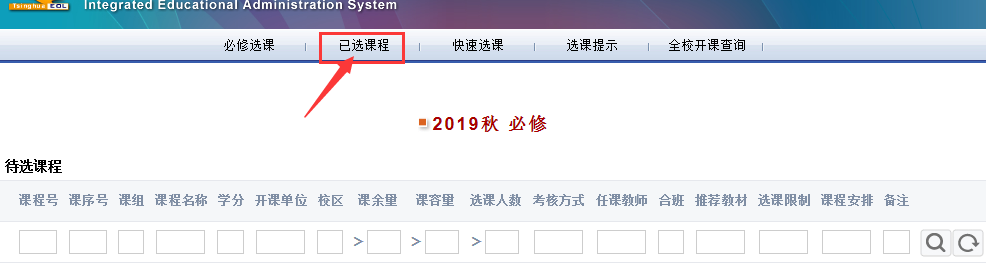 Tsinghua EOL
Integrated Educational Administration System
必修选课 | 已选课程 | 快速选课 | 选课提示 | 全校开课查询 |
2019秋 必修
待选课程
课程号 课序号 课组 课程名称 学分 开课单位 校区 课余量 课容量 选课人数 考核方式 任课教师 合班 推荐教材 选课限制 课程安排 备注
> > >